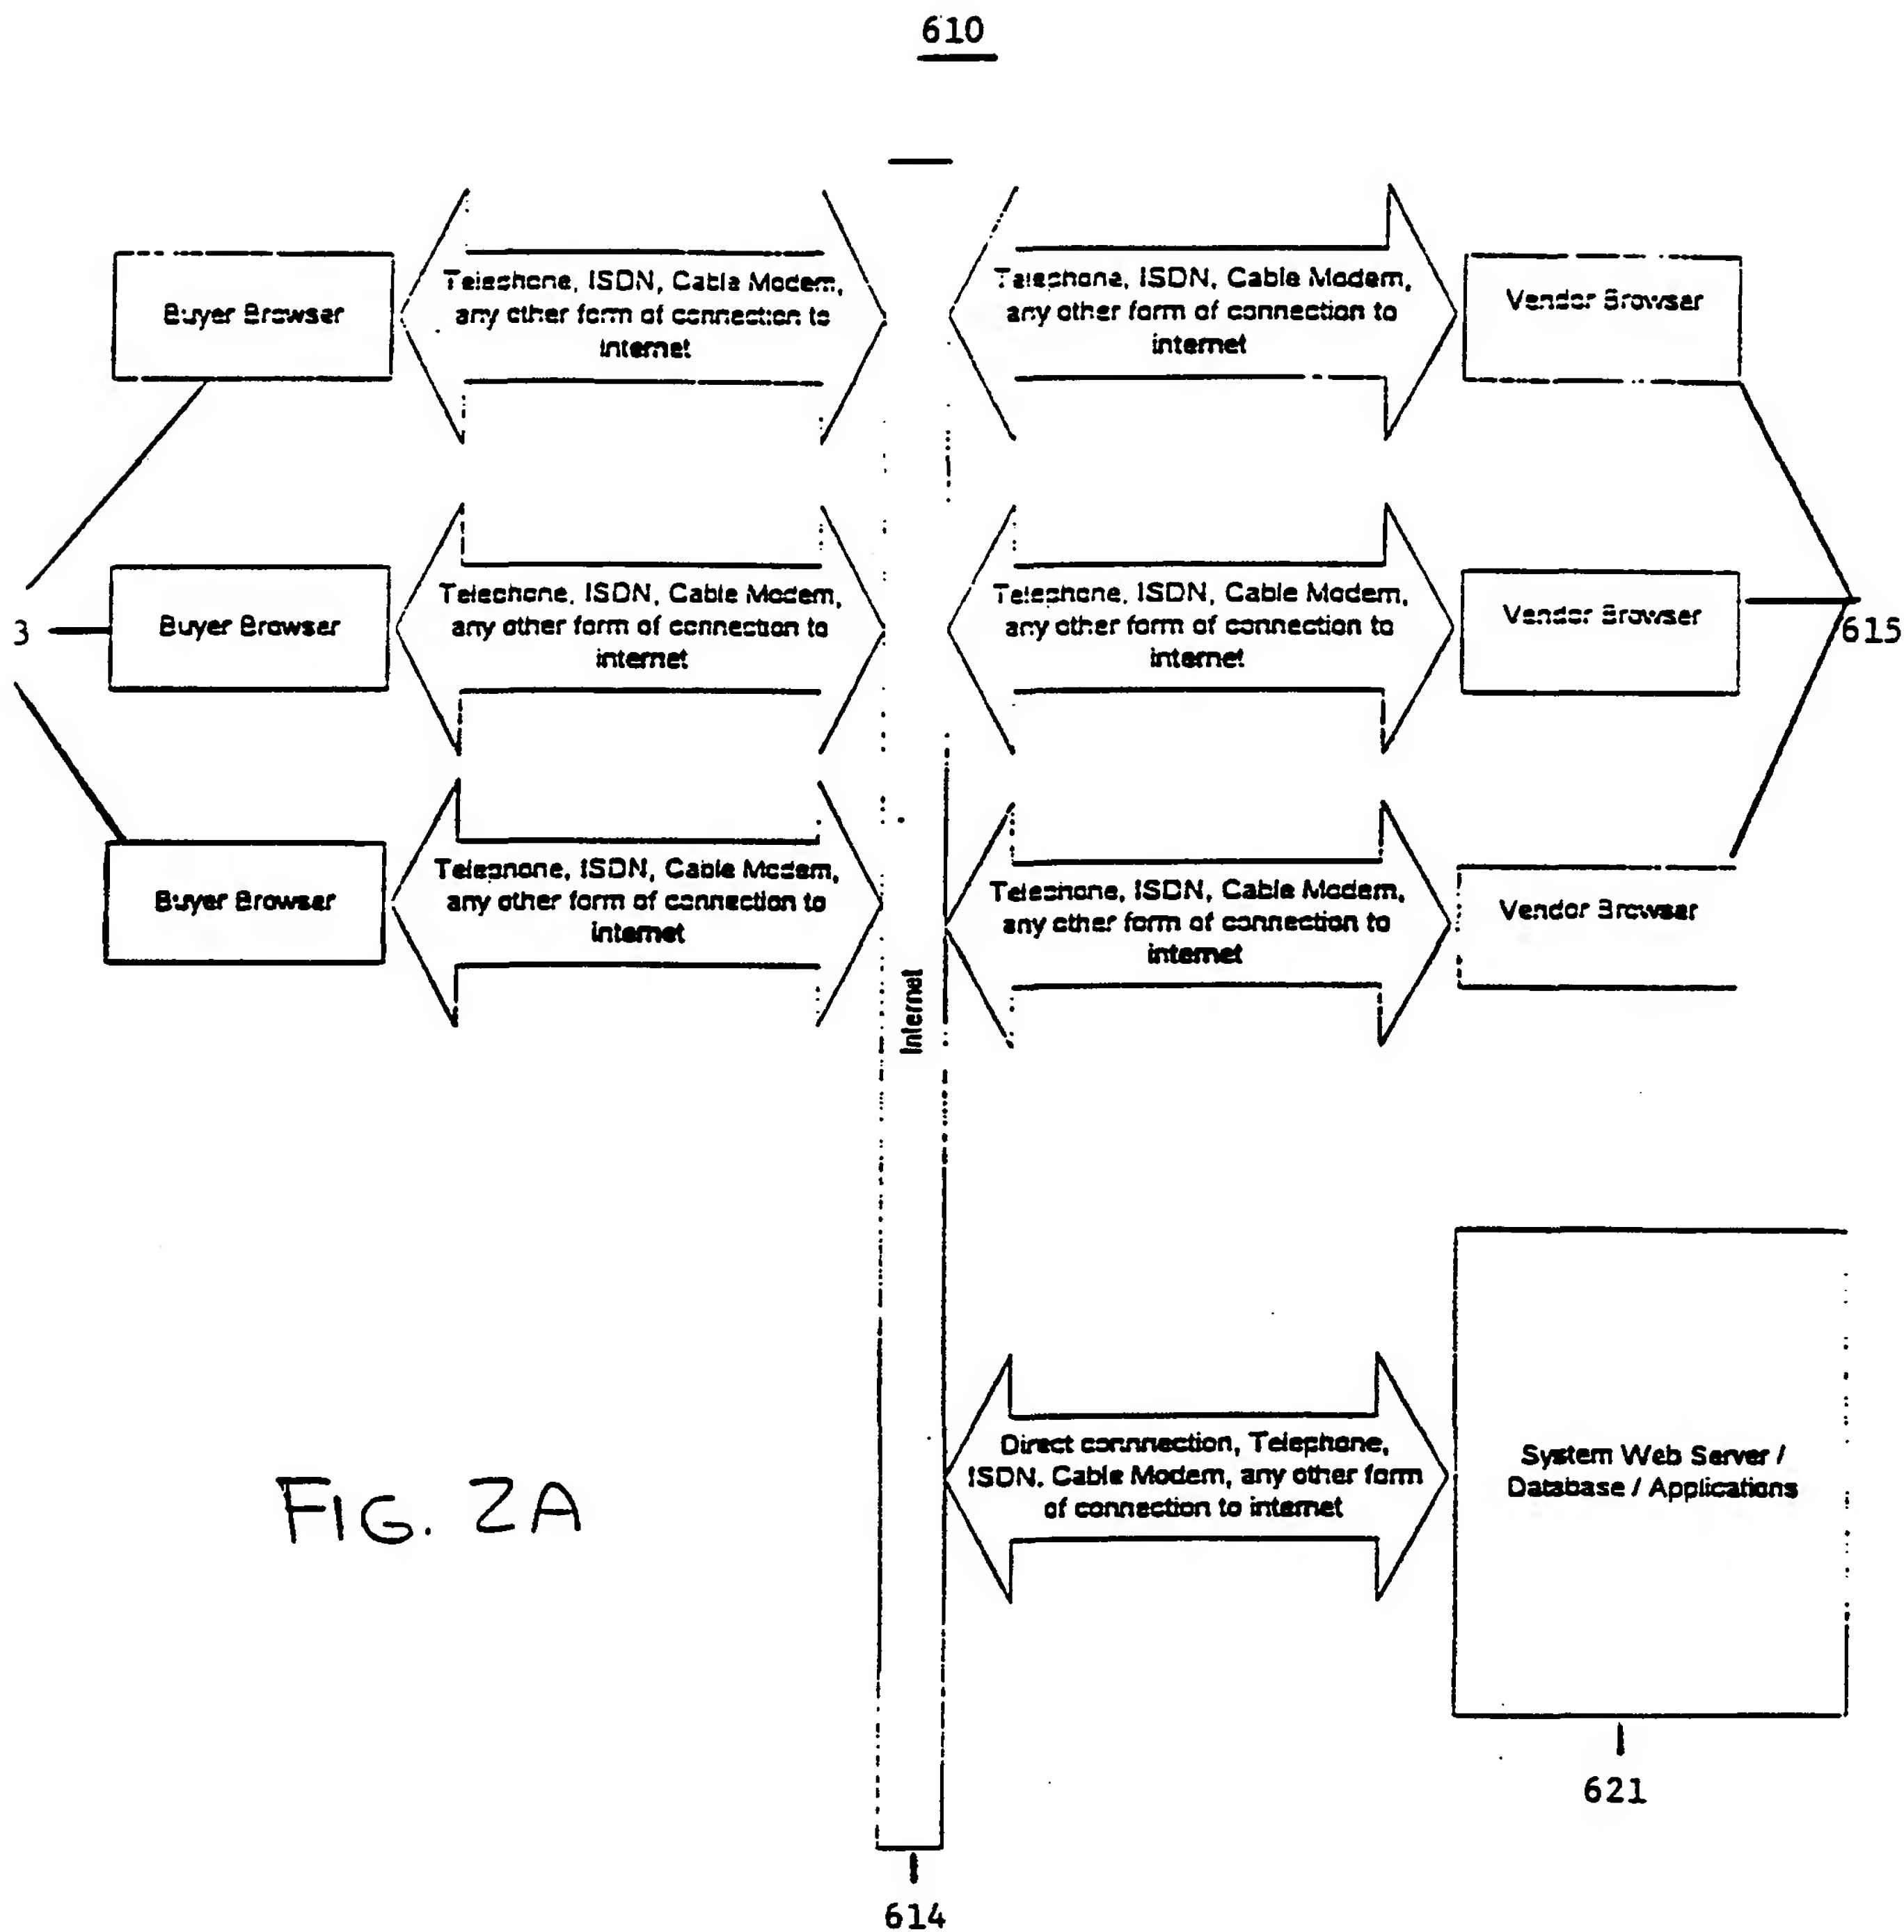 610
Buyer Browser
Telephone, ISDN, Cable Modem,
any other form of connection to
internet
Telephone, ISDN, Cable Modem,
any other form of connection to
internet
Vendor Browser
3
Buyer Browser
Telephone, ISDN, Cable Modem,
any other form of connection to
internet
Telephone, ISDN, Cable Modem,
any other form of connection to
internet
Vendor Browser
615
Buyer Browser
Telephone, ISDN, Cable Modem,
any other form of connection to
internet
Telephone, ISDN, Cable Modem,
any other form of connection to
internet
Vendor Browser
Internet
Direct connnection, Telephone,
ISDN, Cable Modem, any other form
of connection to internet
System Web Server /
Database / Applications
FIG. 2A
621
614